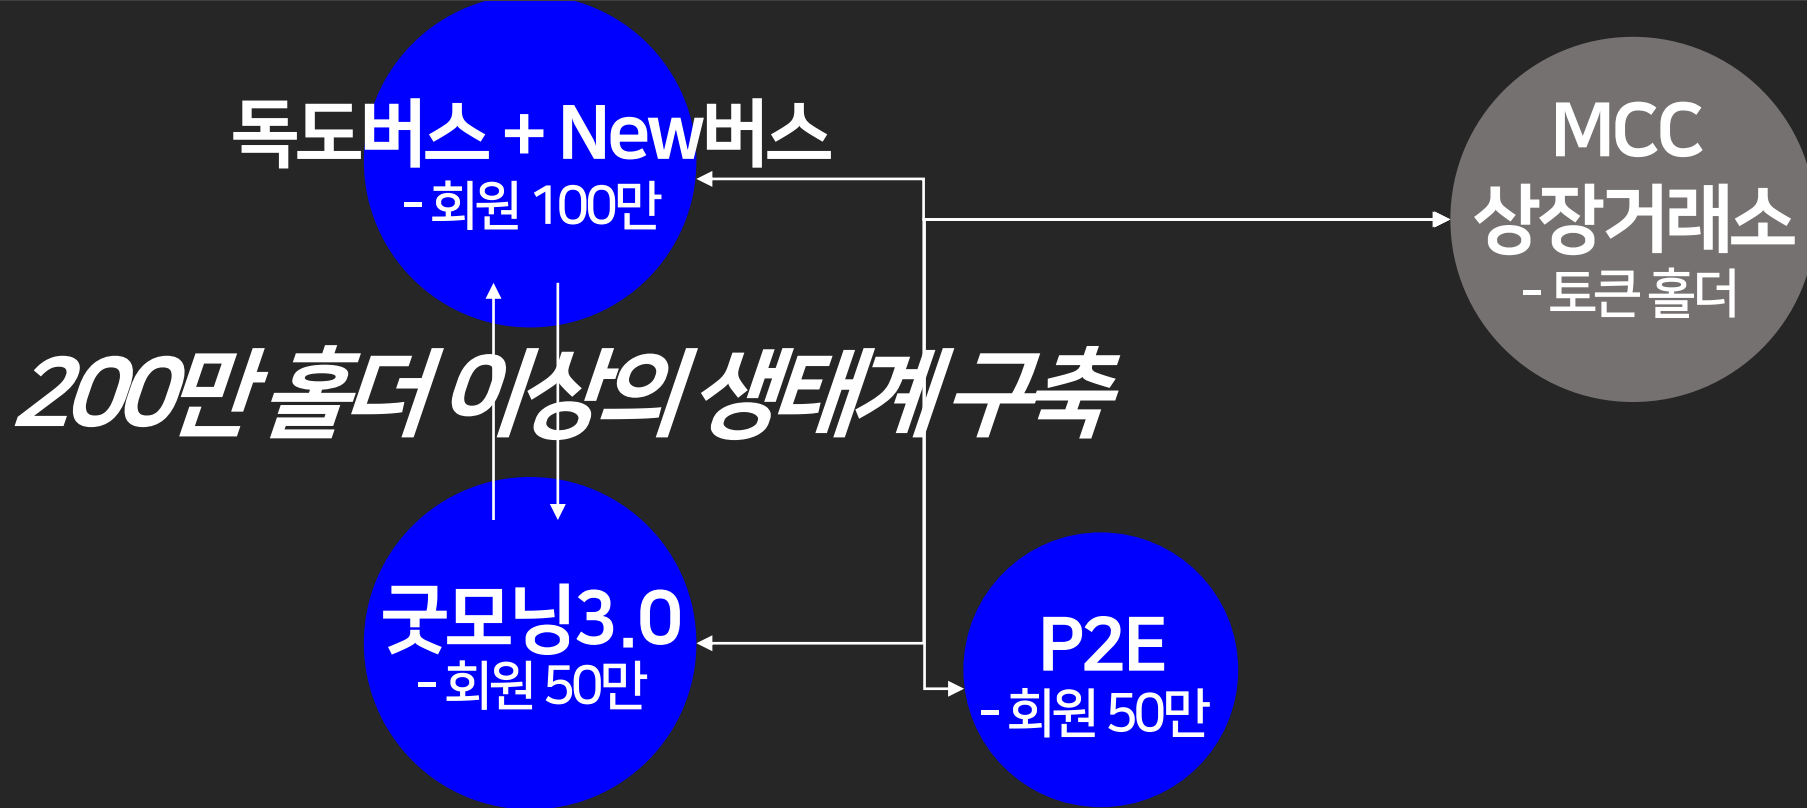 독도버스 + New버스
- 회원 100만
MCC
상장거래소
- 토큰 홀더
200만 홀더 이상의 생태계 구축
굿모닝3.0
- 회원 50만
P2E
- 회원 50만